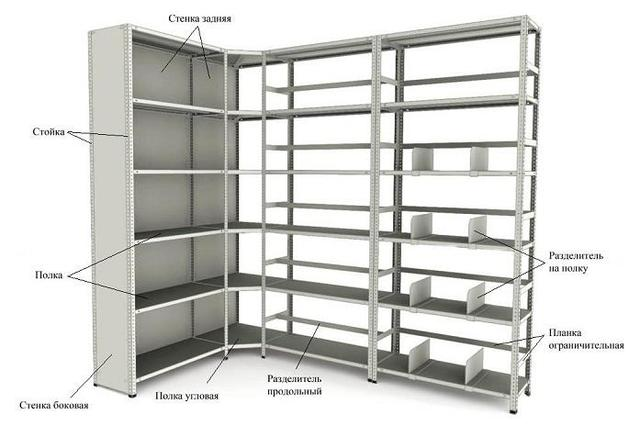 Стенка задняя
Стойка
Полка
Стенка боковая
Полка угловая
Разделитель
продольный
Разделитель
на полку
Планка
ограничительная